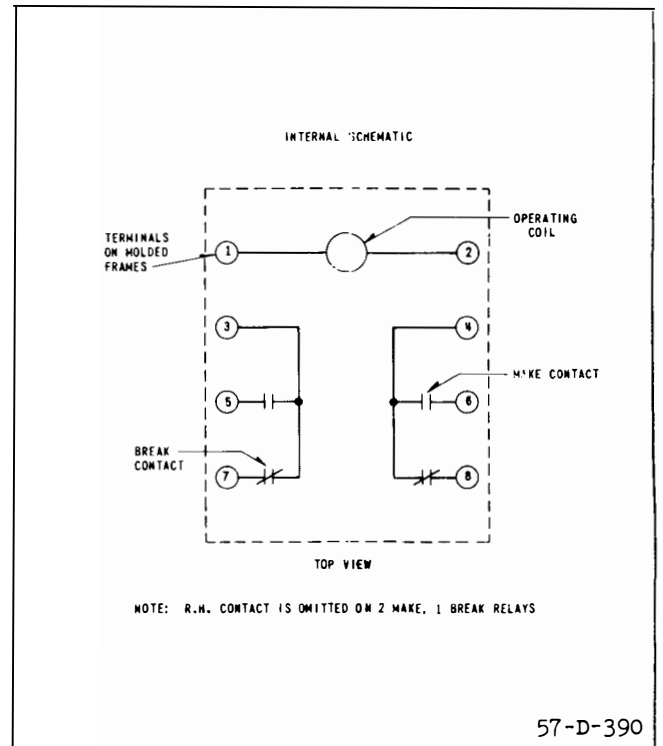 INTERNAL SCHEMATIC
OPERATING
COIL
TERMINALS
ON MOLDED
FRAMES
1
2
3
4
5
6
MAKE CONTACT
BREAK
CONTACT
7
8
TOP VIEW
NOTE: R.H. CONTACT IS OMITTED ON 2 MAKE, 1 BREAK RELAYS
57-D-390